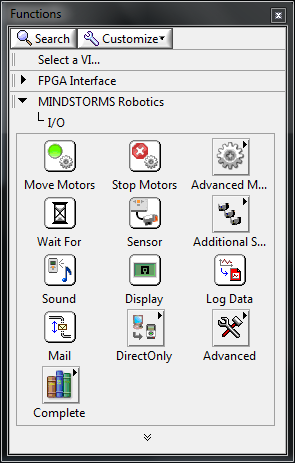 Functions
Search Customize
Select a VI...
FPGA Interface
MINDSTORMS Robotics
I/O
Move Motors Stop Motors Advanced M...
Wait For Sensor Additional S...
Sound Display Log Data
Mail DirectOnly Advanced
Complete